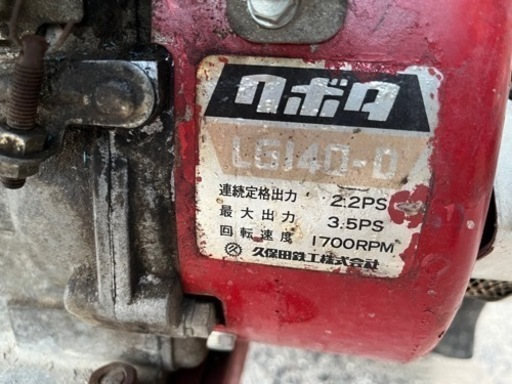 クボタ
LG140-D
連続定格出力 2.2PS
最大出力 3.5PS
回転速度 1700RPM
久保田鉄工株式会社